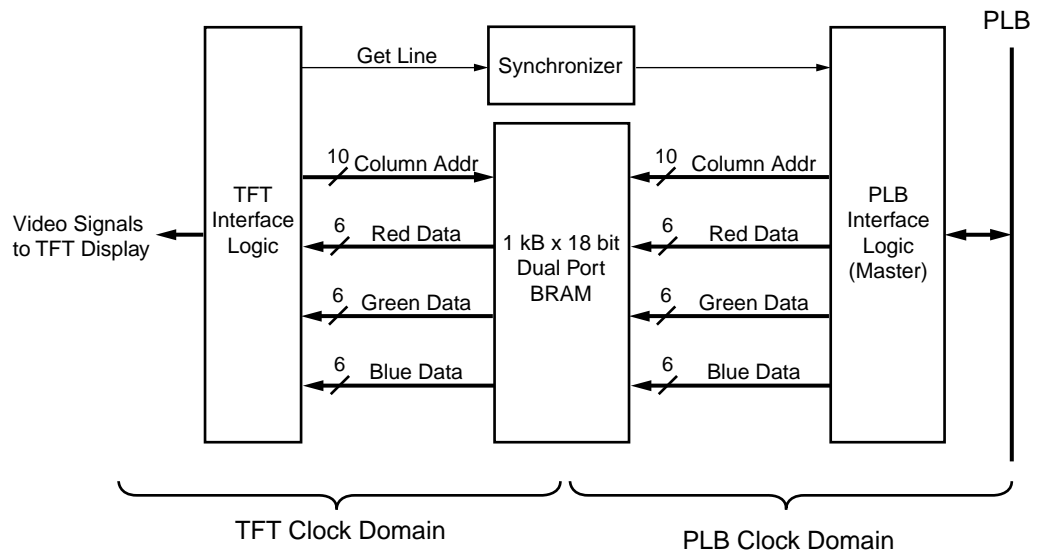 PLB
Get Line
Synchronizer
10
Column Addr
10
Column Addr
TFT
Interface
Logic
PLB
Interface
Logic
(Master)
Video Signals
to TFT Display
6
Red Data
6
Red Data
1 kB x 18 bit
Dual Port
BRAM
6
Green Data
6
Green Data
6
Blue Data
6
Blue Data
TFT Clock Domain
PLB Clock Domain